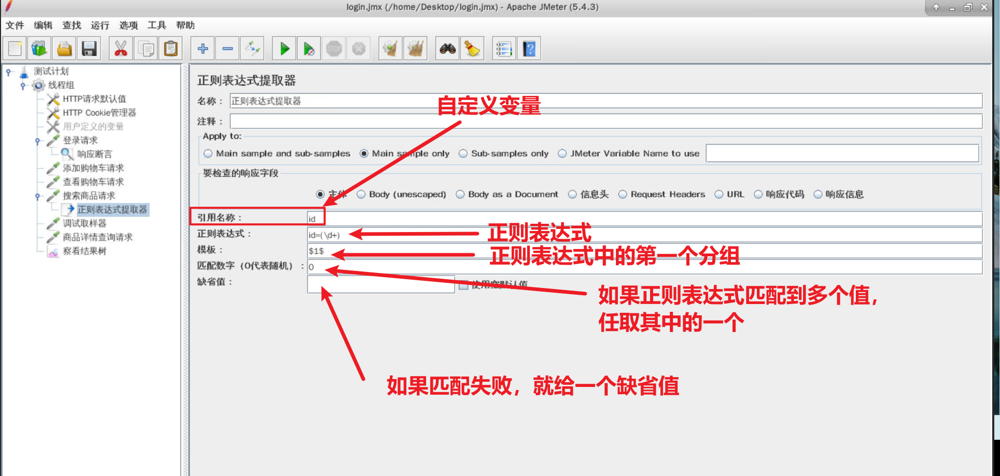 login.jmx (/home/Desktop/login.jmx) - Apache JMeter (5.4.3)
文件 编辑 查找 运行 选项 工具 帮助
测试计划
线程组
HTTP请求默认值
HTTP Cookie管理器
用户定义的变量
登录请求
响应断言
添加购物车请求
查看购物车请求
搜索商品请求
正则表达式提取器
调试取样器
商品详情查询请求
察看结果树
正则表达式提取器
名称： 正则表达式提取器
自定义变量
注释：
Apply to:
Main sample and sub-samples Main sample only Sub-samples only JMeter Variable Name to use
要检查的响应字段
主体 Body (unescaped) Body as a Document 信息头 Request Headers URL 响应代码 响应信息
引用名称： id
正则表达式： id=(\d+)
正则表达式
模板： $1$
正则表达式中的第一个分组
匹配数字（0代表随机）： 0
缺省值： 使用空默认值
如果正则表达式匹配到多个值，
任取其中的一个
如果匹配失败，就给一个缺省值